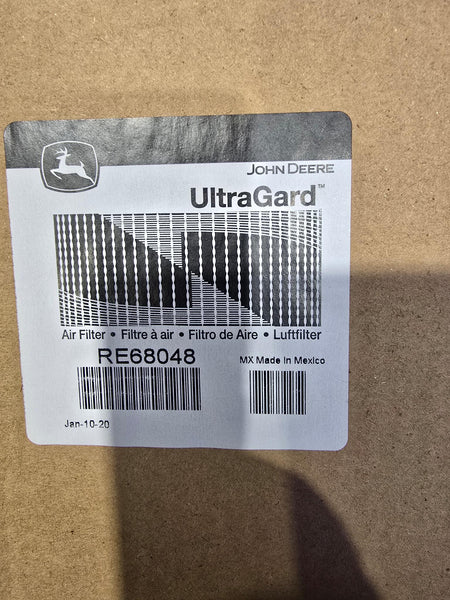 JOHN DEERE
UltraGard™
Air Filter • Filtre à air • Filtro de Aire • Luftfilter
RE68048
MX Made In Mexico
Jan-10-20